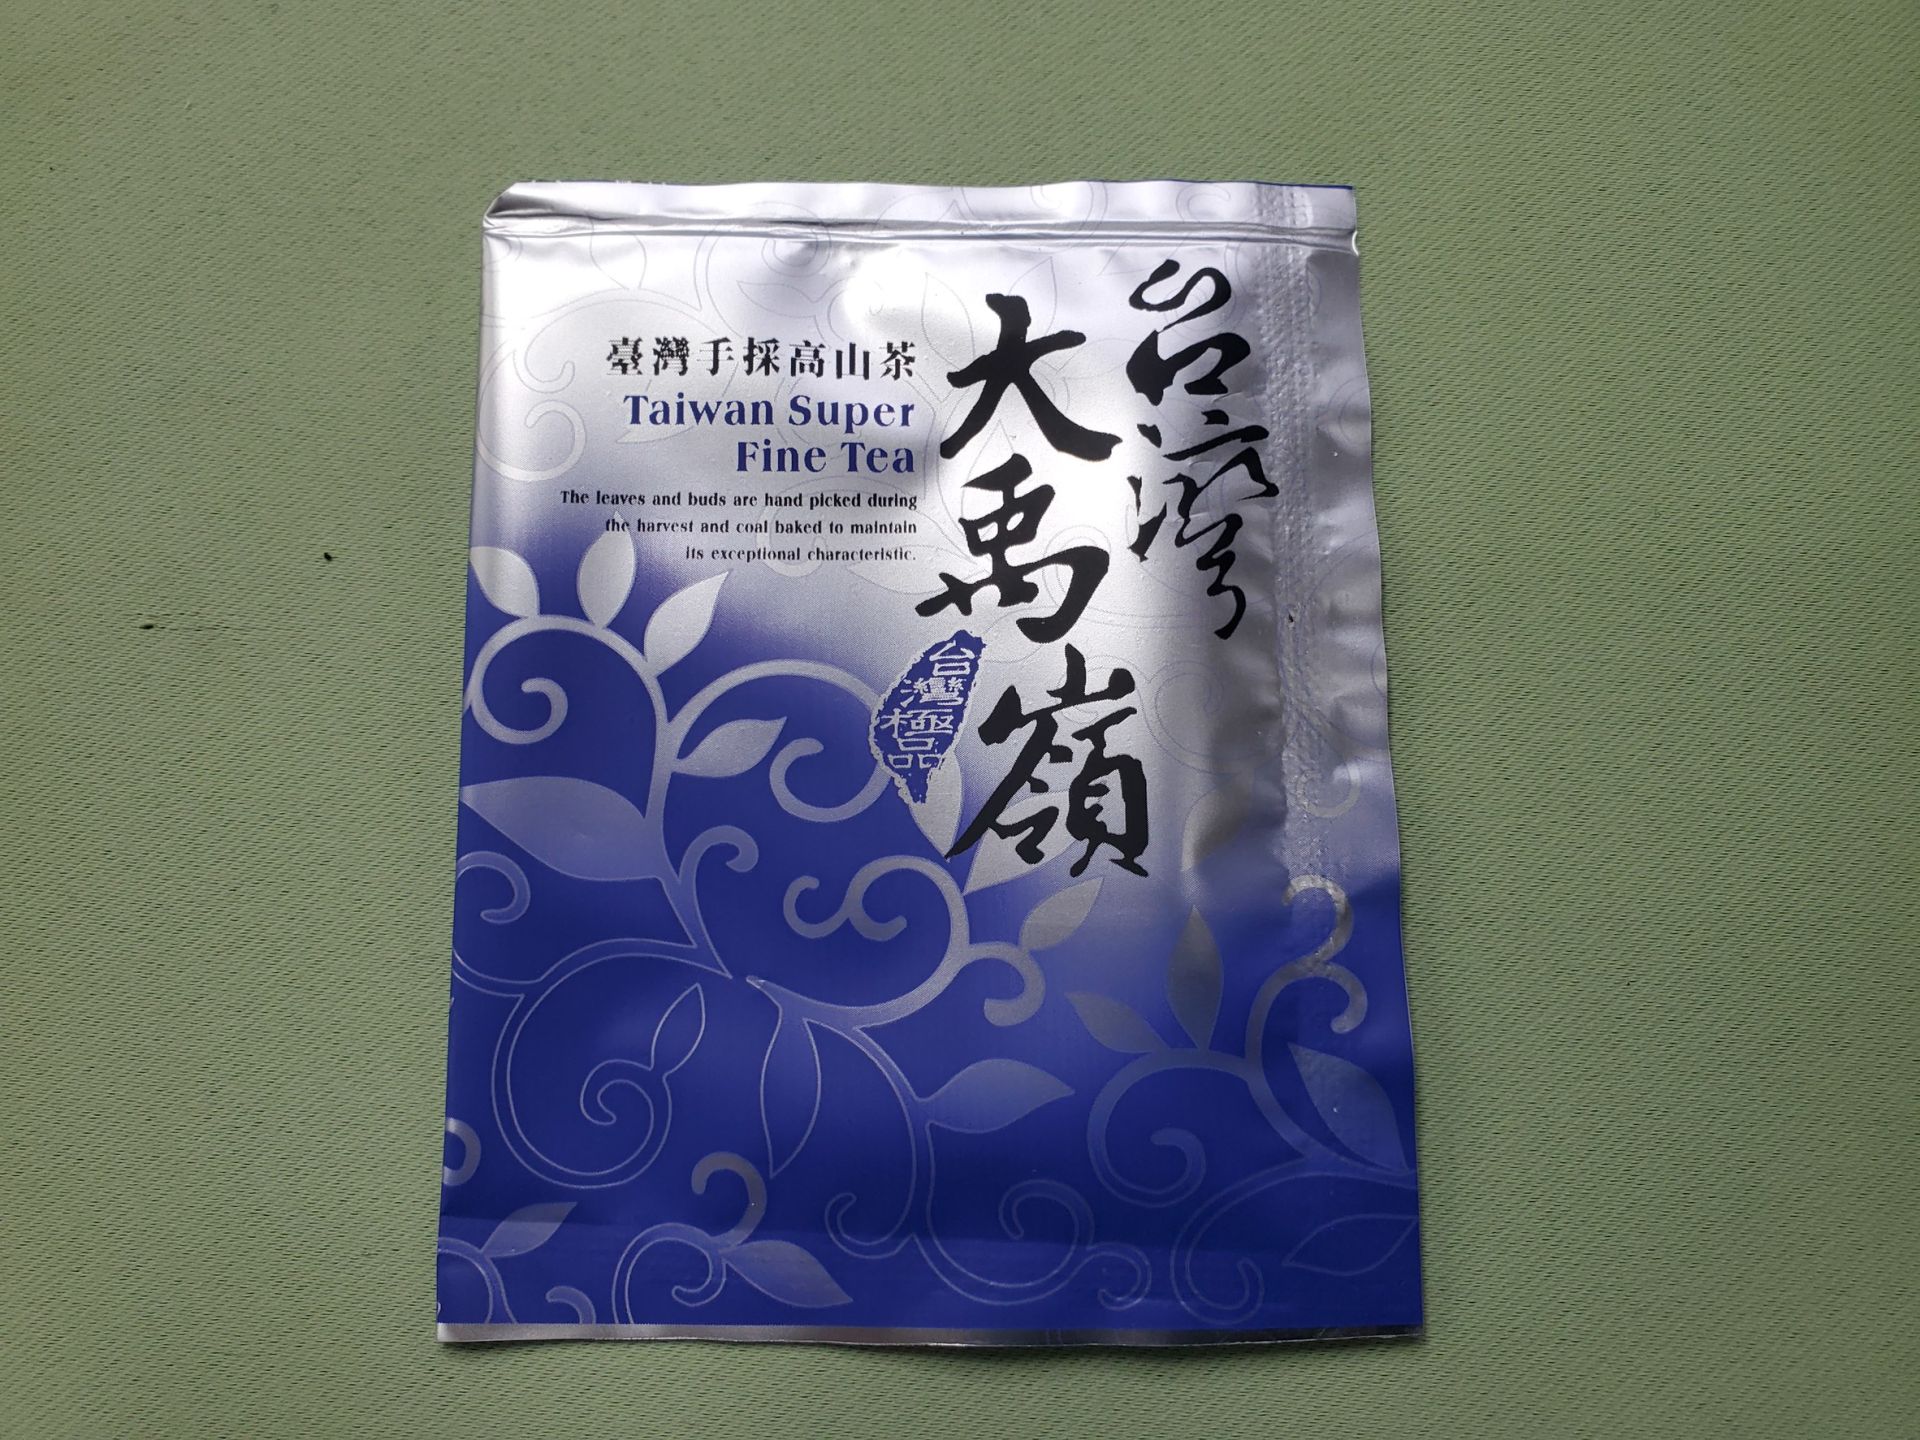 台灣
大禹嶺
臺灣手採高山茶
Taiwan Super
Fine Tea
The leaves and buds are hand picked during
the harvest and coal baked to maintain
its exceptional characteristic.
台灣極品